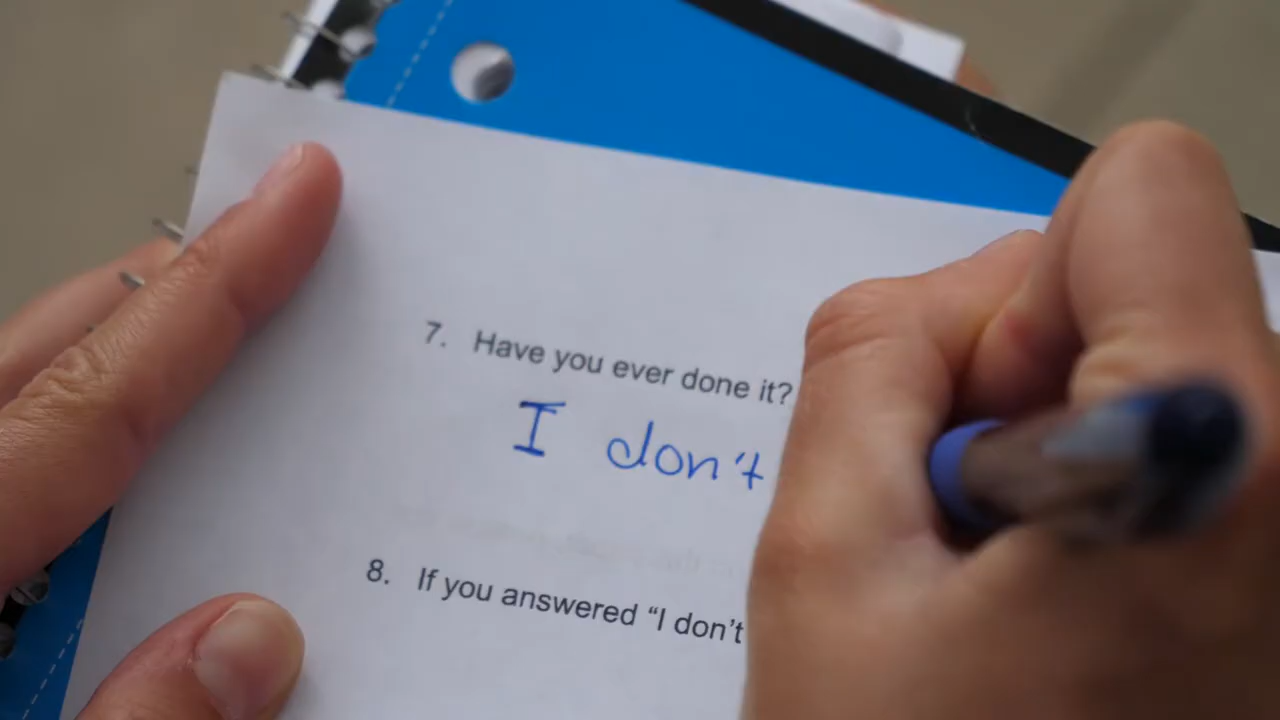 7. Have you ever done it?
I don't
8. If you answered “I don’t